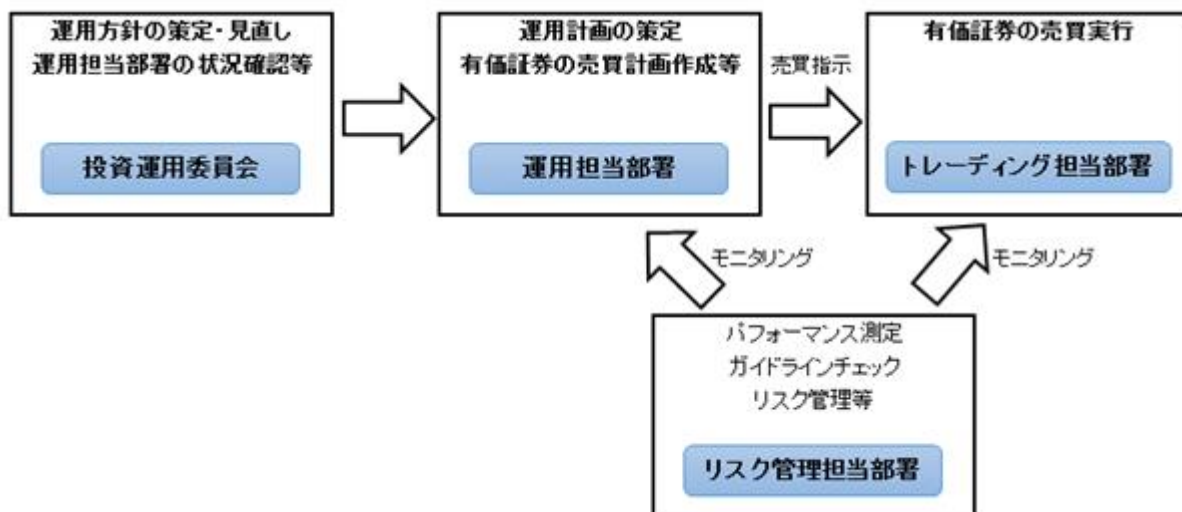 運用方針の策定・見直し
運用担当部署の状況確認等
投資運用委員会
運用計画の策定
有価証券の売買計画作成等
運用担当部署
売買指示
有価証券の売買実行
トレーディング担当部署
モニタリング
モニタリング
パフォーマンス測定
ガイドラインチェック
リスク管理等
リスク管理担当部署